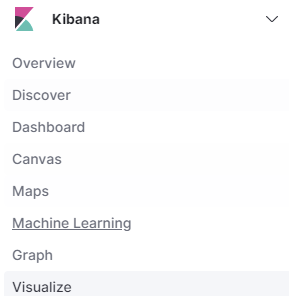 Kibana
Overview
Discover
Dashboard
Canvas
Maps
Machine Learning
Graph
Visualize